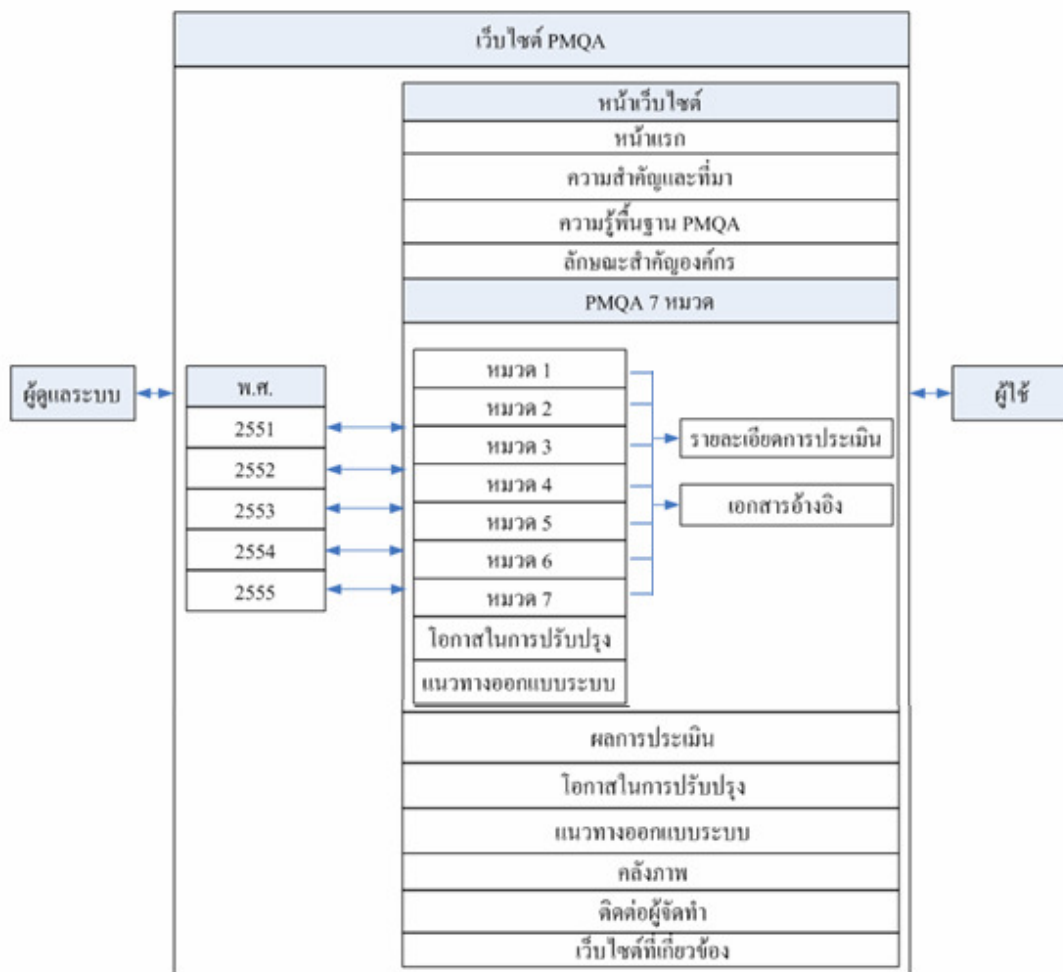 เว็บไซต์ PMQA
หน้าเว็บไซต์
หน้าแรก
ความสำคัญและที่มา
ความรู้พื้นฐาน PMQA
ลักษณะสำคัญองค์กร
PMQA 7 หมวด
ผู้ดูแลระบบ
พ.ศ.
2551
2552
2553
2554
2555
หมวด 1
หมวด 2
หมวด 3
หมวด 4
หมวด 5
หมวด 6
หมวด 7
โอกาสในการปรับปรุง
แนวทางออกแบบระบบ
รายละเอียดการประเมิน
เอกสารอ้างอิง
ผู้ใช้
ผลการประเมิน
โอกาสในการปรับปรุง
แนวทางออกแบบระบบ
คลังภาพ
ติดต่อผู้จัดทำ
เว็บไซต์ที่เกี่ยวข้อง